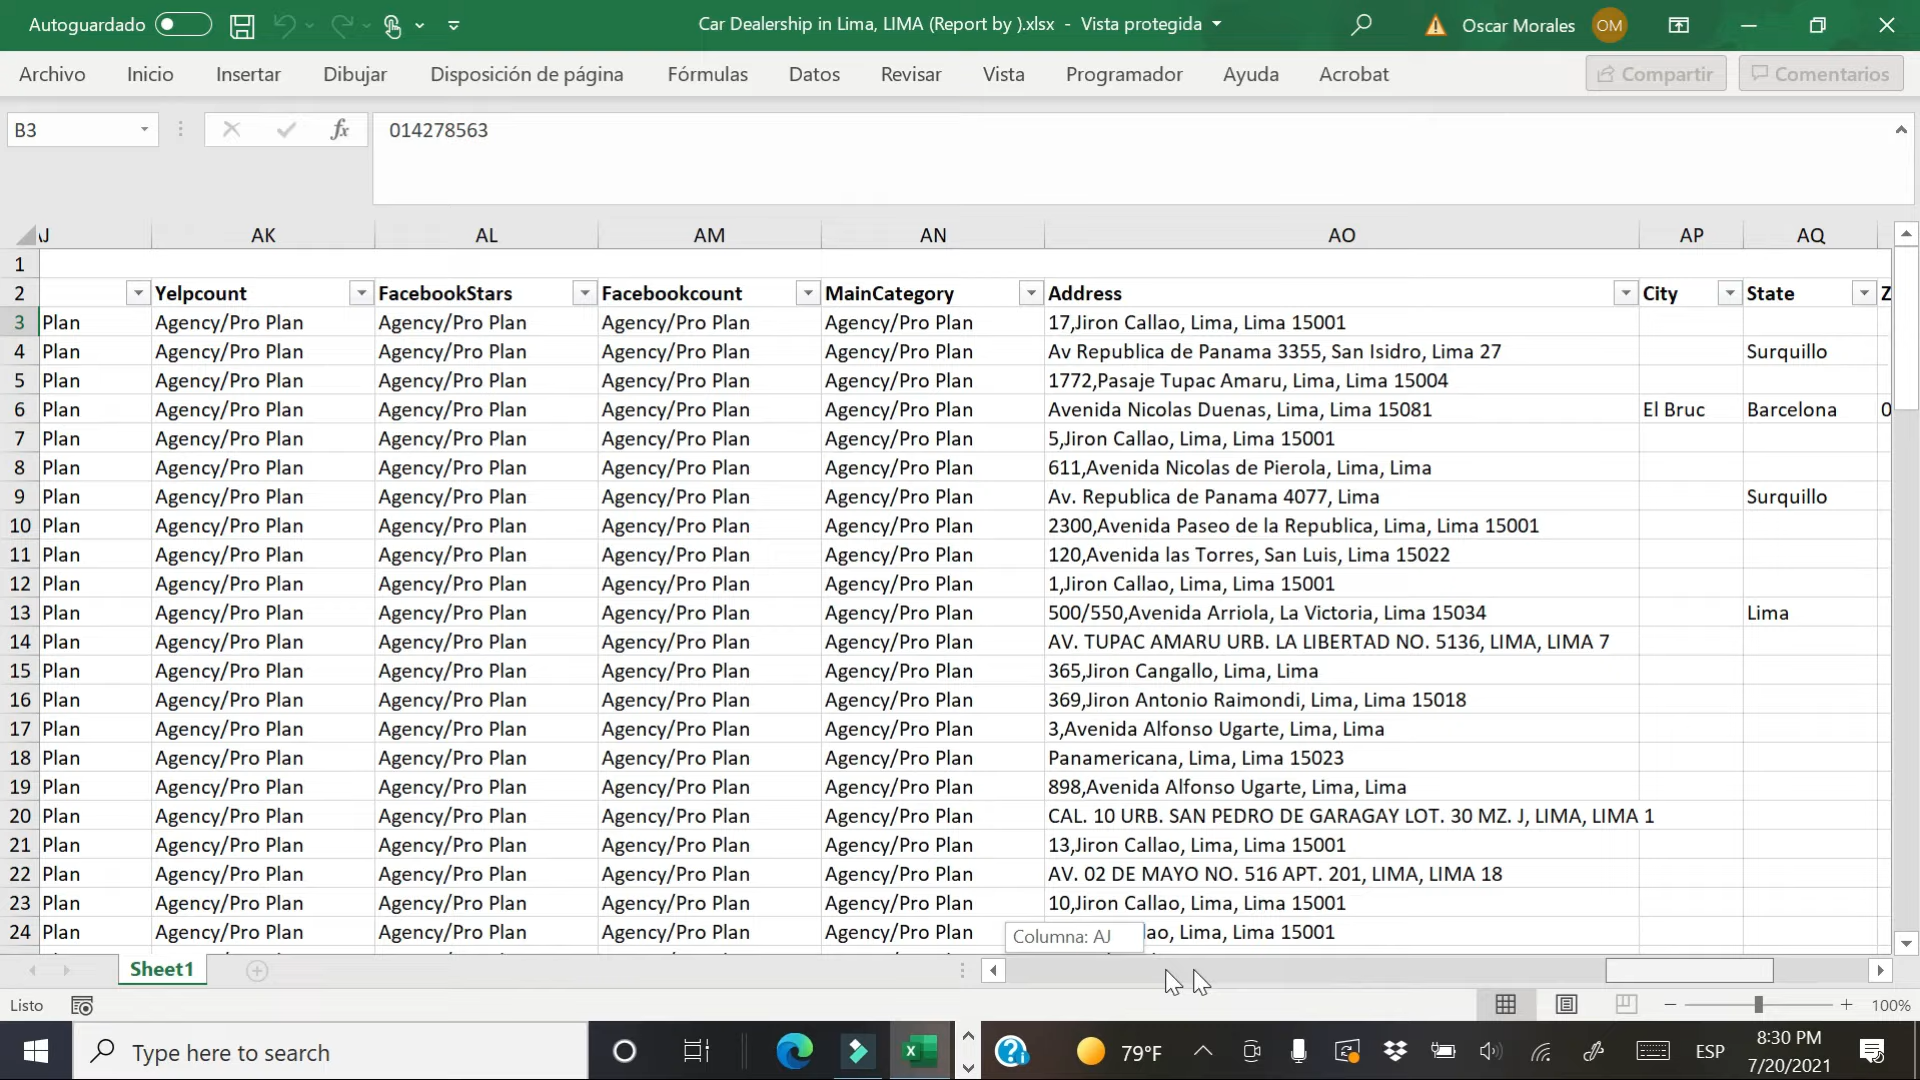 Autoguardado
Car Dealership in Lima, LIMA (Report by ).xlsx - Vista protegida
Oscar Morales OM
Archivo Inicio Insertar Dibujar Disposición de página Fórmulas Datos Revisar Vista Programador Ayuda Acrobat Compartir Comentarios
B3 fx 014278563
AJ AK AL AM AN AO AP AQ
1
2 Yelpcount FacebookStars Facebookcount MainCategory Address City State Z
3 Plan Agency/Pro Plan Agency/Pro Plan Agency/Pro Plan Agency/Pro Plan 17,Jiron Callao, Lima, Lima 15001
4 Plan Agency/Pro Plan Agency/Pro Plan Agency/Pro Plan Agency/Pro Plan Av Republica de Panama 3355, San Isidro, Lima 27 Surquillo
5 Plan Agency/Pro Plan Agency/Pro Plan Agency/Pro Plan Agency/Pro Plan 1772,Pasaje Tupac Amaru, Lima, Lima 15004
6 Plan Agency/Pro Plan Agency/Pro Plan Agency/Pro Plan Agency/Pro Plan Avenida Nicolas Duenas, Lima, Lima 15081 El Bruc Barcelona 0
7 Plan Agency/Pro Plan Agency/Pro Plan Agency/Pro Plan Agency/Pro Plan 5,Jiron Callao, Lima, Lima 15001
8 Plan Agency/Pro Plan Agency/Pro Plan Agency/Pro Plan Agency/Pro Plan 611,Avenida Nicolas de Pierola, Lima, Lima
9 Plan Agency/Pro Plan Agency/Pro Plan Agency/Pro Plan Agency/Pro Plan Av. Republica de Panama 4077, Lima Surquillo
10 Plan Agency/Pro Plan Agency/Pro Plan Agency/Pro Plan Agency/Pro Plan 2300,Avenida Paseo de la Republica, Lima, Lima 15001
11 Plan Agency/Pro Plan Agency/Pro Plan Agency/Pro Plan Agency/Pro Plan 120,Avenida las Torres, San Luis, Lima 15022
12 Plan Agency/Pro Plan Agency/Pro Plan Agency/Pro Plan Agency/Pro Plan 1,Jiron Callao, Lima, Lima 15001
13 Plan Agency/Pro Plan Agency/Pro Plan Agency/Pro Plan Agency/Pro Plan 500/550,Avenida Arriola, La Victoria, Lima 15034 Lima
14 Plan Agency/Pro Plan Agency/Pro Plan Agency/Pro Plan Agency/Pro Plan AV. TUPAC AMARU URB. LA LIBERTAD NO. 5136, LIMA, LIMA 7
15 Plan Agency/Pro Plan Agency/Pro Plan Agency/Pro Plan Agency/Pro Plan 365,Jiron Cangallo, Lima, Lima
16 Plan Agency/Pro Plan Agency/Pro Plan Agency/Pro Plan Agency/Pro Plan 369,Jiron Antonio Raimondi, Lima, Lima 15018
17 Plan Agency/Pro Plan Agency/Pro Plan Agency/Pro Plan Agency/Pro Plan 3,Avenida Alfonso Ugarte, Lima, Lima
18 Plan Agency/Pro Plan Agency/Pro Plan Agency/Pro Plan Agency/Pro Plan Panamericana, Lima, Lima 15023
19 Plan Agency/Pro Plan Agency/Pro Plan Agency/Pro Plan Agency/Pro Plan 898,Avenida Alfonso Ugarte, Lima, Lima
20 Plan Agency/Pro Plan Agency/Pro Plan Agency/Pro Plan Agency/Pro Plan CAL. 10 URB. SAN PEDRO DE GARAGAY LOT. 30 MZ. J, LIMA, LIMA 1
21 Plan Agency/Pro Plan Agency/Pro Plan Agency/Pro Plan Agency/Pro Plan 13,Jiron Callao, Lima, Lima 15001
22 Plan Agency/Pro Plan Agency/Pro Plan Agency/Pro Plan Agency/Pro Plan AV. 02 DE MAYO NO. 516 APT. 201, LIMA, LIMA 18
23 Plan Agency/Pro Plan Agency/Pro Plan Agency/Pro Plan Agency/Pro Plan 10,Jiron Callao, Lima, Lima 15001
24 Plan Agency/Pro Plan Agency/Pro Plan Agency/Pro Plan Agency/Pro Plan lao, Lima, Lima 15001
Columna: AJ
Sheet1
Listo 100%
Type here to search 79°F ESP 8:30 PM
7/20/2021